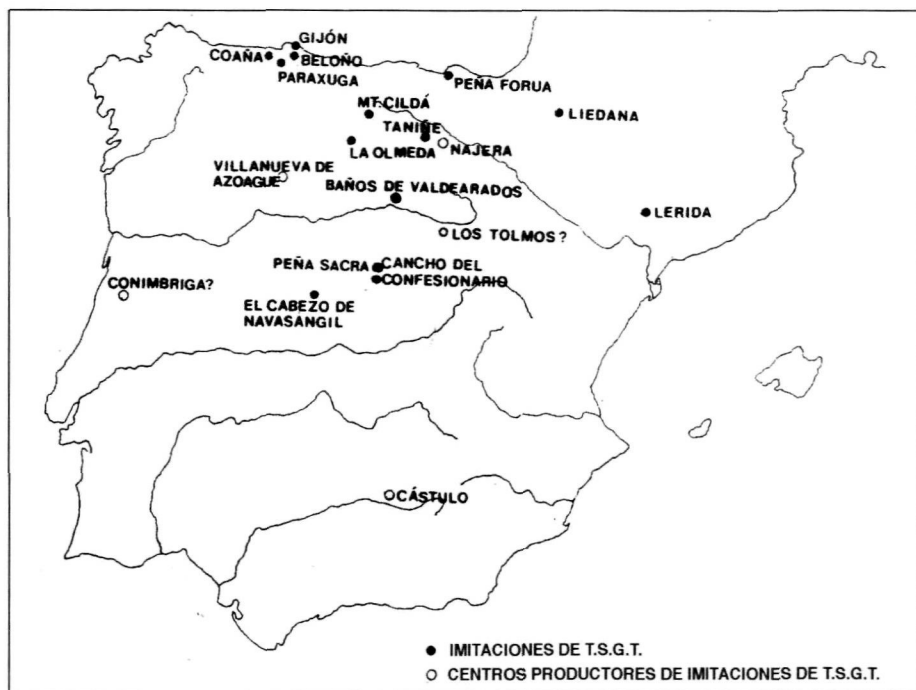 GIJÓN
COAÑA
BELOÑO
PARAXUGA
PEÑA FORUA
MT. CILDÁ
LIEDANA
TANIÑE
LA OLMEDA
NAJERA
VILLANUEVA DE
AZOAGUE
BAÑOS DE VALDEARADOS
LERIDA
LOS TOLMOS?
PEÑA SACRA
CANCHO DEL
CONFESIONARIO
CONIMBRIGA?
EL CABEZO DE
NAVASANGIL
CÁSTULO
IMITACIONES DE T.S.G.T.
CENTROS PRODUCTORES DE IMITACIONES DE T.S.G.T.